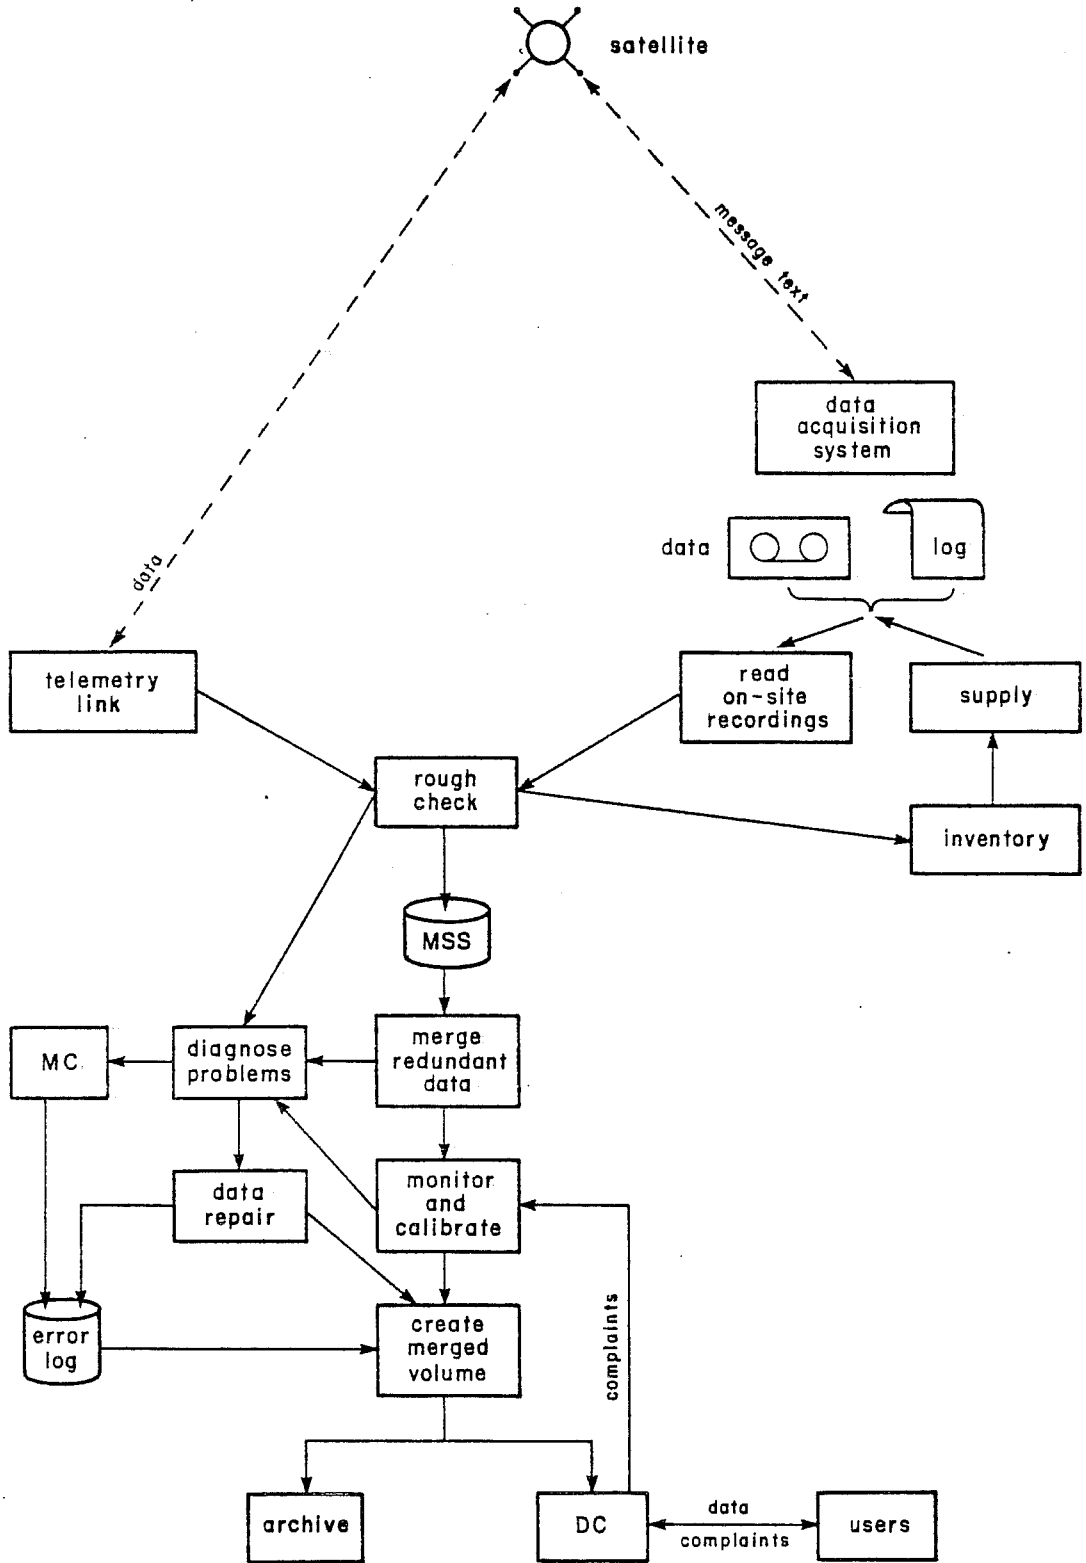 satellite
message text
data
acquisition
system
data
log
data
telemetry
link
read
on-site
recordings
supply
rough
check
inventory
MSS
MC
diagnose
problems
merge
redundant
data
data
repair
monitor
and
calibrate
error
log
create
merged
volume
complaints
archive
DC
data
complaints
users